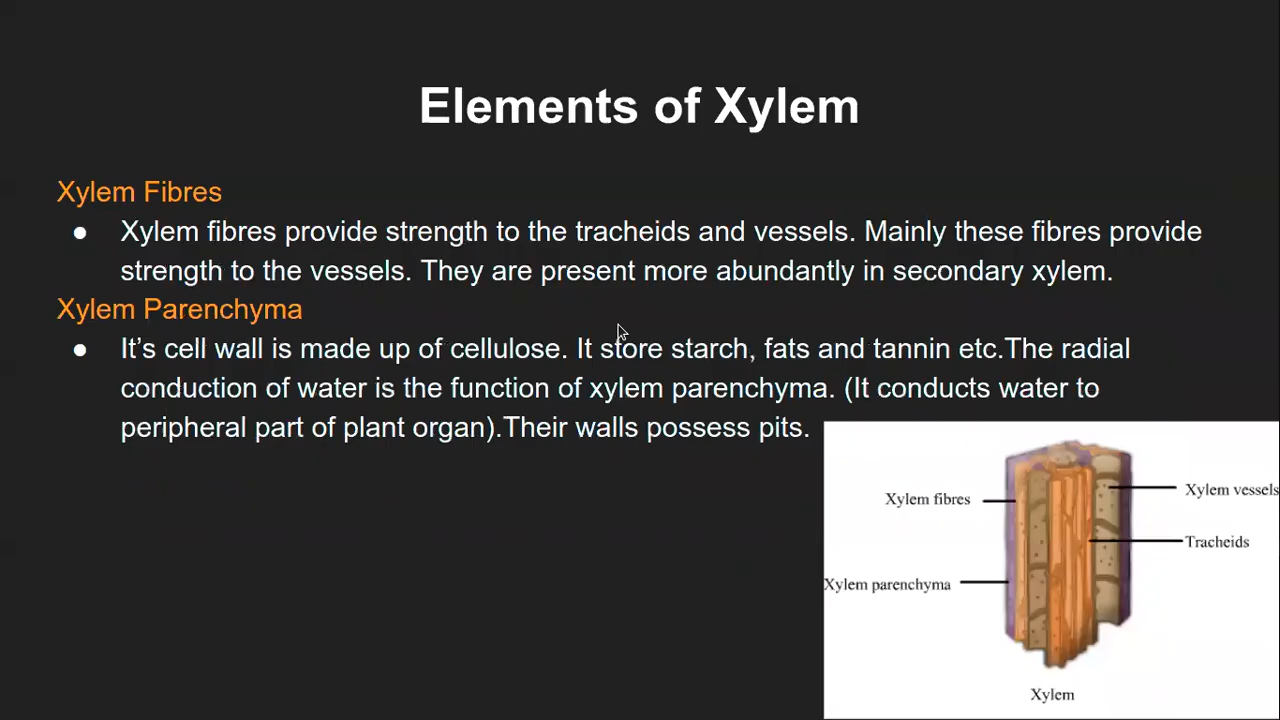 Elements of Xylem
Xylem Fibres
● Xylem fibres provide strength to the tracheids and vessels. Mainly these fibres provide
strength to the vessels. They are present more abundantly in secondary xylem.
Xylem Parenchyma
● It’s cell wall is made up of cellulose. It store starch, fats and tannin etc.The radial
conduction of water is the function of xylem parenchyma. (It conducts water to
peripheral part of plant organ).Their walls possess pits.
Xylem fibres
Xylem vessels
Tracheids
Xylem parenchyma
Xylem